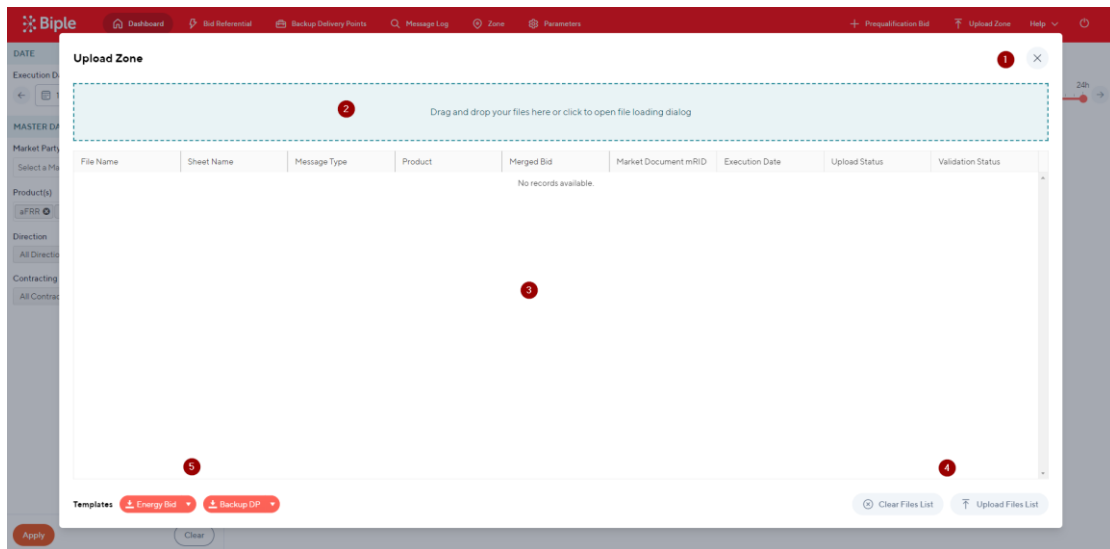 Biple Dashboard Bid Referential Backup Delivery Points Message Log Zone Parameters Prequalification Bid Upload Zone Help
DATE
Upload Zone 1
Execution D
24h
1
2 Drag and drop your files here or click to open file loading dialog
MASTER DA
Market Party
File Name Sheet Name Message Type Product Merged Bid Market Document mRID Execution Date Upload Status Validation Status
Select a Ma
No records available.
Product(s)
aFRR
Direction
All Directio
Contracting
3
All Contrac
5 4
Templates Energy Bid Backup DP Clear Files List Upload Files List
Apply Clear